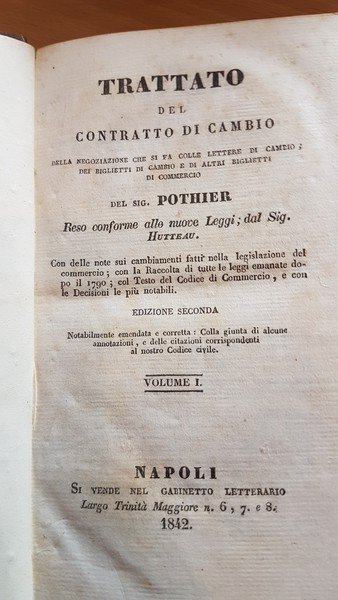 TRATTATO
DEL
CONTRATTO DI CAMBIO
DELLA NEGOZIAZIONE CHE SI FA COLLE LETTERE DI CAMBIO;
DEI BIGLIETTI DI CAMBIO E DI ALTRI BIGLIETTI
DI COMMERCIO
DEL SIG. POTHIER
Reso conforme alle nuove Leggi; dal Sig.
HUTTEAU.
Con delle note sui cambiamenti fatti nella legislazione del
commercio; con la Raccolta di tutte le leggi emanate do-
po il 1790; col Testo del Codice di Commercio, e con
le Decisioni le più notabili.
EDIZIONE SECONDA
Notabilmente emendata e corretta: Colla giunta di alcune
annotazioni, e delle citazioni corrispondenti
al nostro Codice civile.
VOLUME I.
NAPOLI
SI VENDE NEL GABINETTO LETTERARIO
Largo Trinità Maggiore n. 6, 7. e 8.
1842.